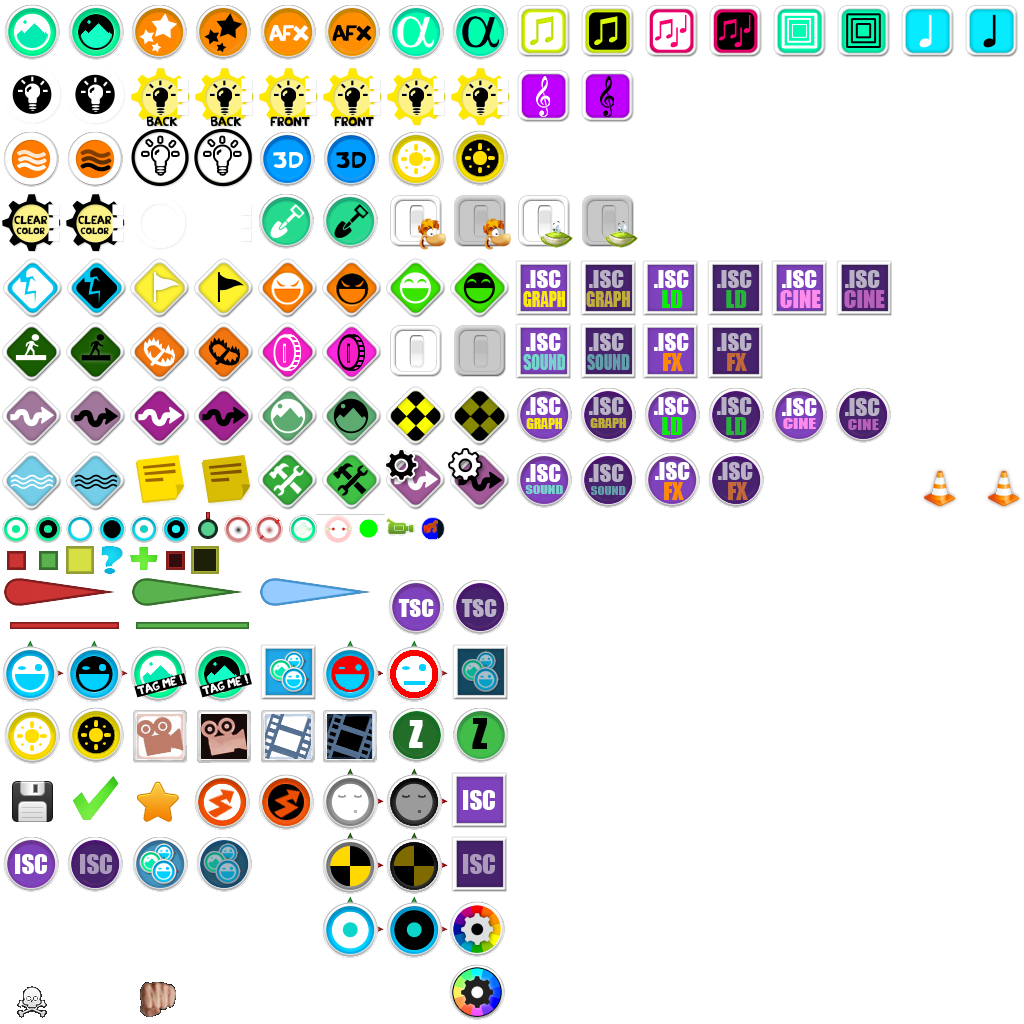 AFX AFX α α
BACK BACK FRONT FRONT
3D 3D
CLEAR COLOR CLEAR COLOR
.ISC GRAPH .ISC GRAPH .ISC LD .ISC LD .ISC CINE .ISC CINE
.ISC SOUND .ISC SOUND .ISC FX .ISC FX
.ISC GRAPH .ISC GRAPH .ISC LD .ISC LD .ISC CINE .ISC CINE
.ISC SOUND .ISC SOUND .ISC FX .ISC FX
?
TSC TSC
TAG ME ! TAG ME !
Z Z
ISC
ISC ISC ISC